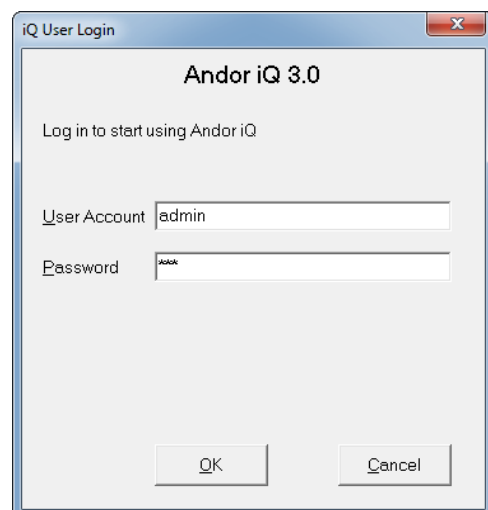 iQ User Login
x
Andor iQ 3.0
Log in to start using Andor iQ
User Account admin
Password ***
OK Cancel